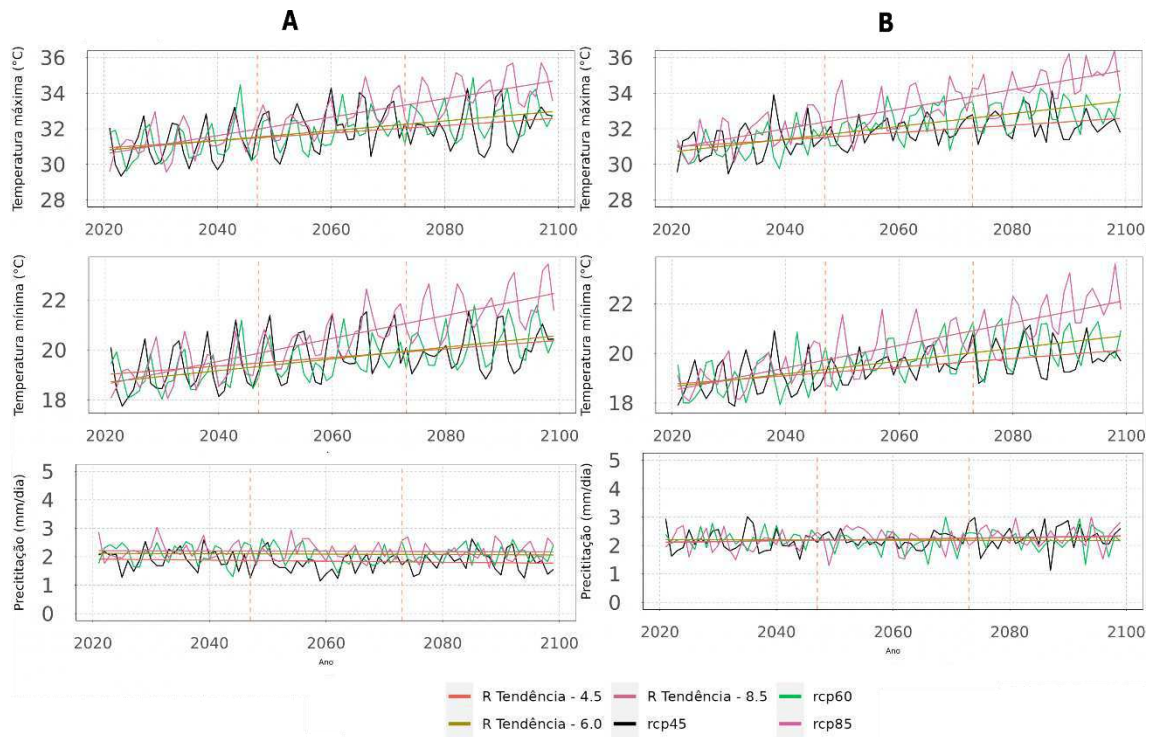 A
B
Temperatura máxima (°C)
36
34
32
30
28
2020 2040 2060 2080 2100
Temperatura máxima (°C)
36
34
32
30
28
2020 2040 2060 2080 2100
Temperatura mínima (°C)
22
20
18
2020 2040 2060 2080 2100
Temperatura mínima (°C)
22
20
18
2020 2040 2060 2080 2100
Precititação (mm/dia)
5
4
3
2
1
0
2020 2040 2060 2080 2100
Ano
Precititação (mm/dia)
5
4
3
2
1
0
2020 2040 2060 2080 2100
Ano
R Tendência - 4.5
R Tendência - 8.5
rcp60
R Tendência - 6.0
rcp45
rcp85